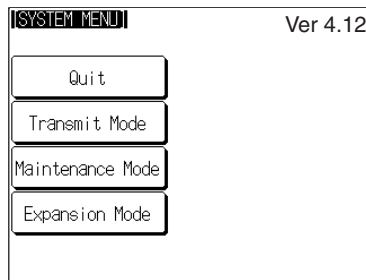 [SYSTEM MENU]
Ver 4.12
Quit
Transmit Mode
Maintenance Mode
Expansion Mode